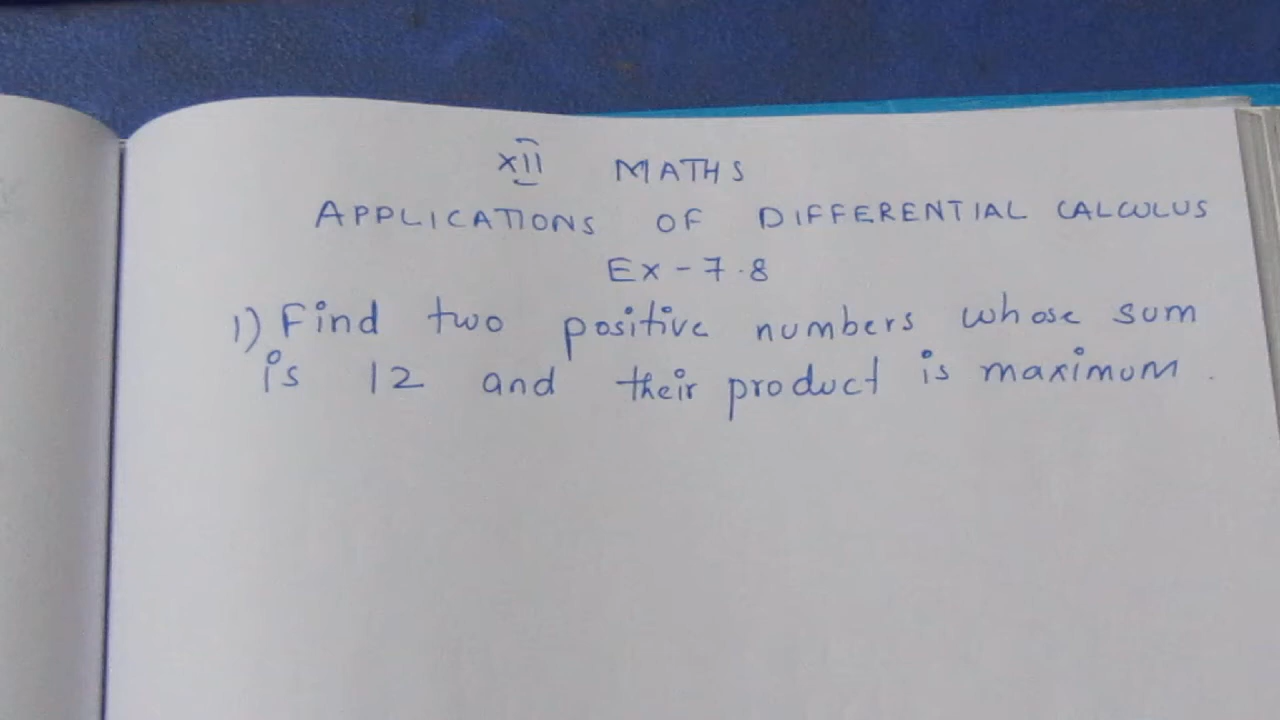 XII MATHS
APPLICATIONS OF DIFFERENTIAL CALCULUS
Ex - 7.8
1) Find two positive numbers whose sum
is 12 and their product is maximum.